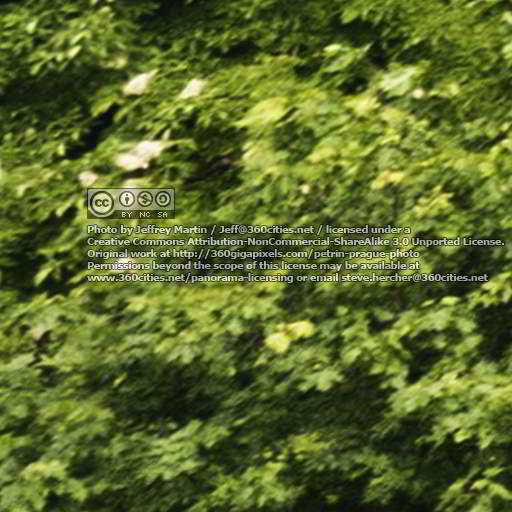 cc BY NC SA
Photo by Jeffrey Martin / Jeff@360cities.net / licensed under a
Creative Commons Attribution-NonCommercial-ShareAlike 3.0 Unported License.
Original work at http://360gigapixels.com/petrin-prague-photo
Permissions beyond the scope of this license may be available at
www.360cities.net/panorama-licensing or email steve.hercher@360cities.net